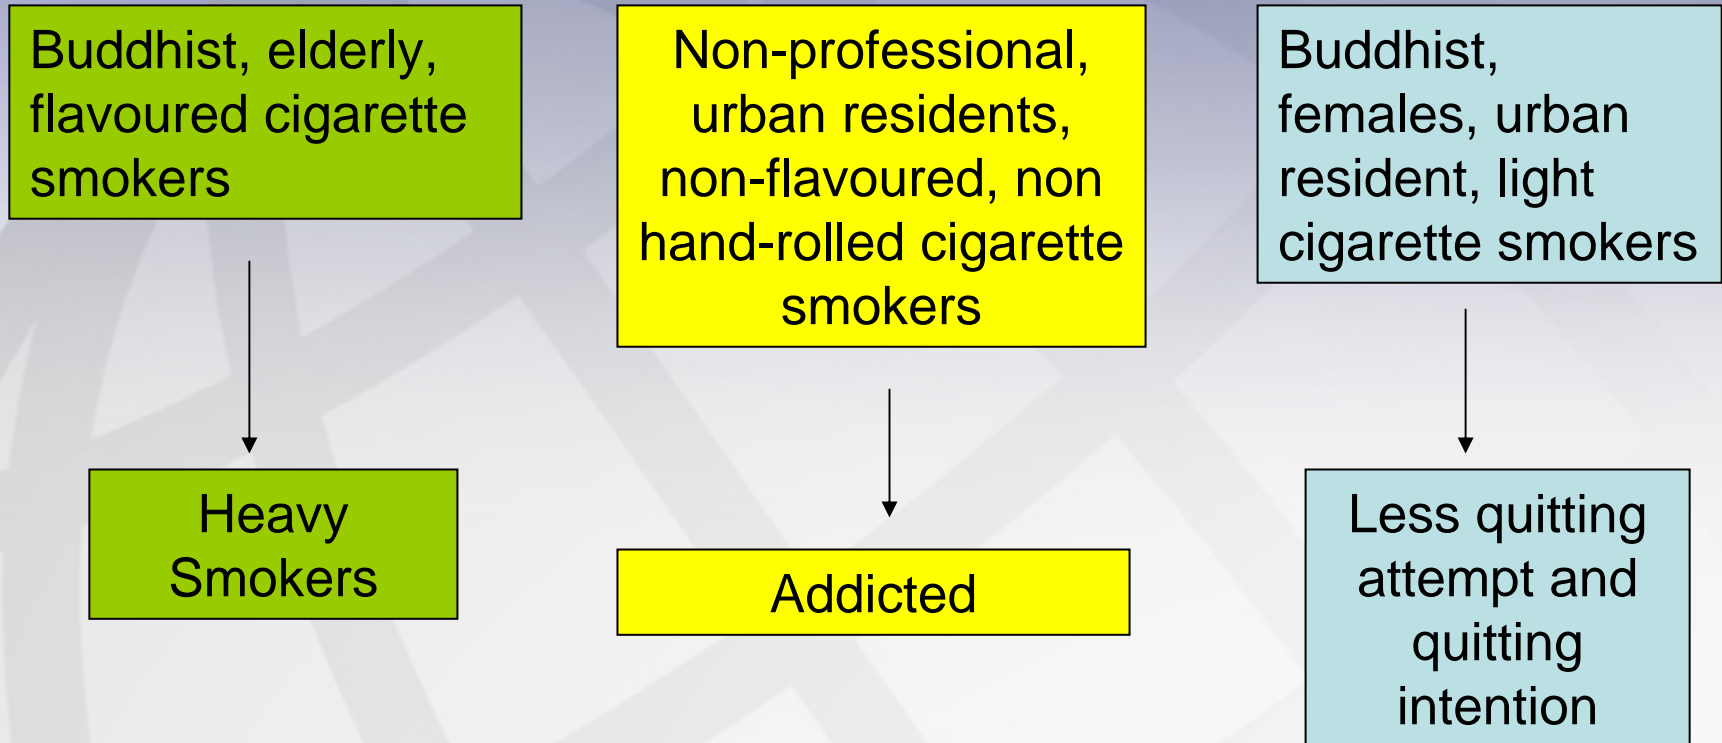 Buddhist, elderly,
flavoured cigarette
smokers
Heavy
Smokers
Non-professional,
urban residents,
non-flavoured, non
hand-rolled cigarette
smokers
Addicted
Buddhist,
females, urban
resident, light
cigarette smokers
Less quitting
attempt and
quitting
intention